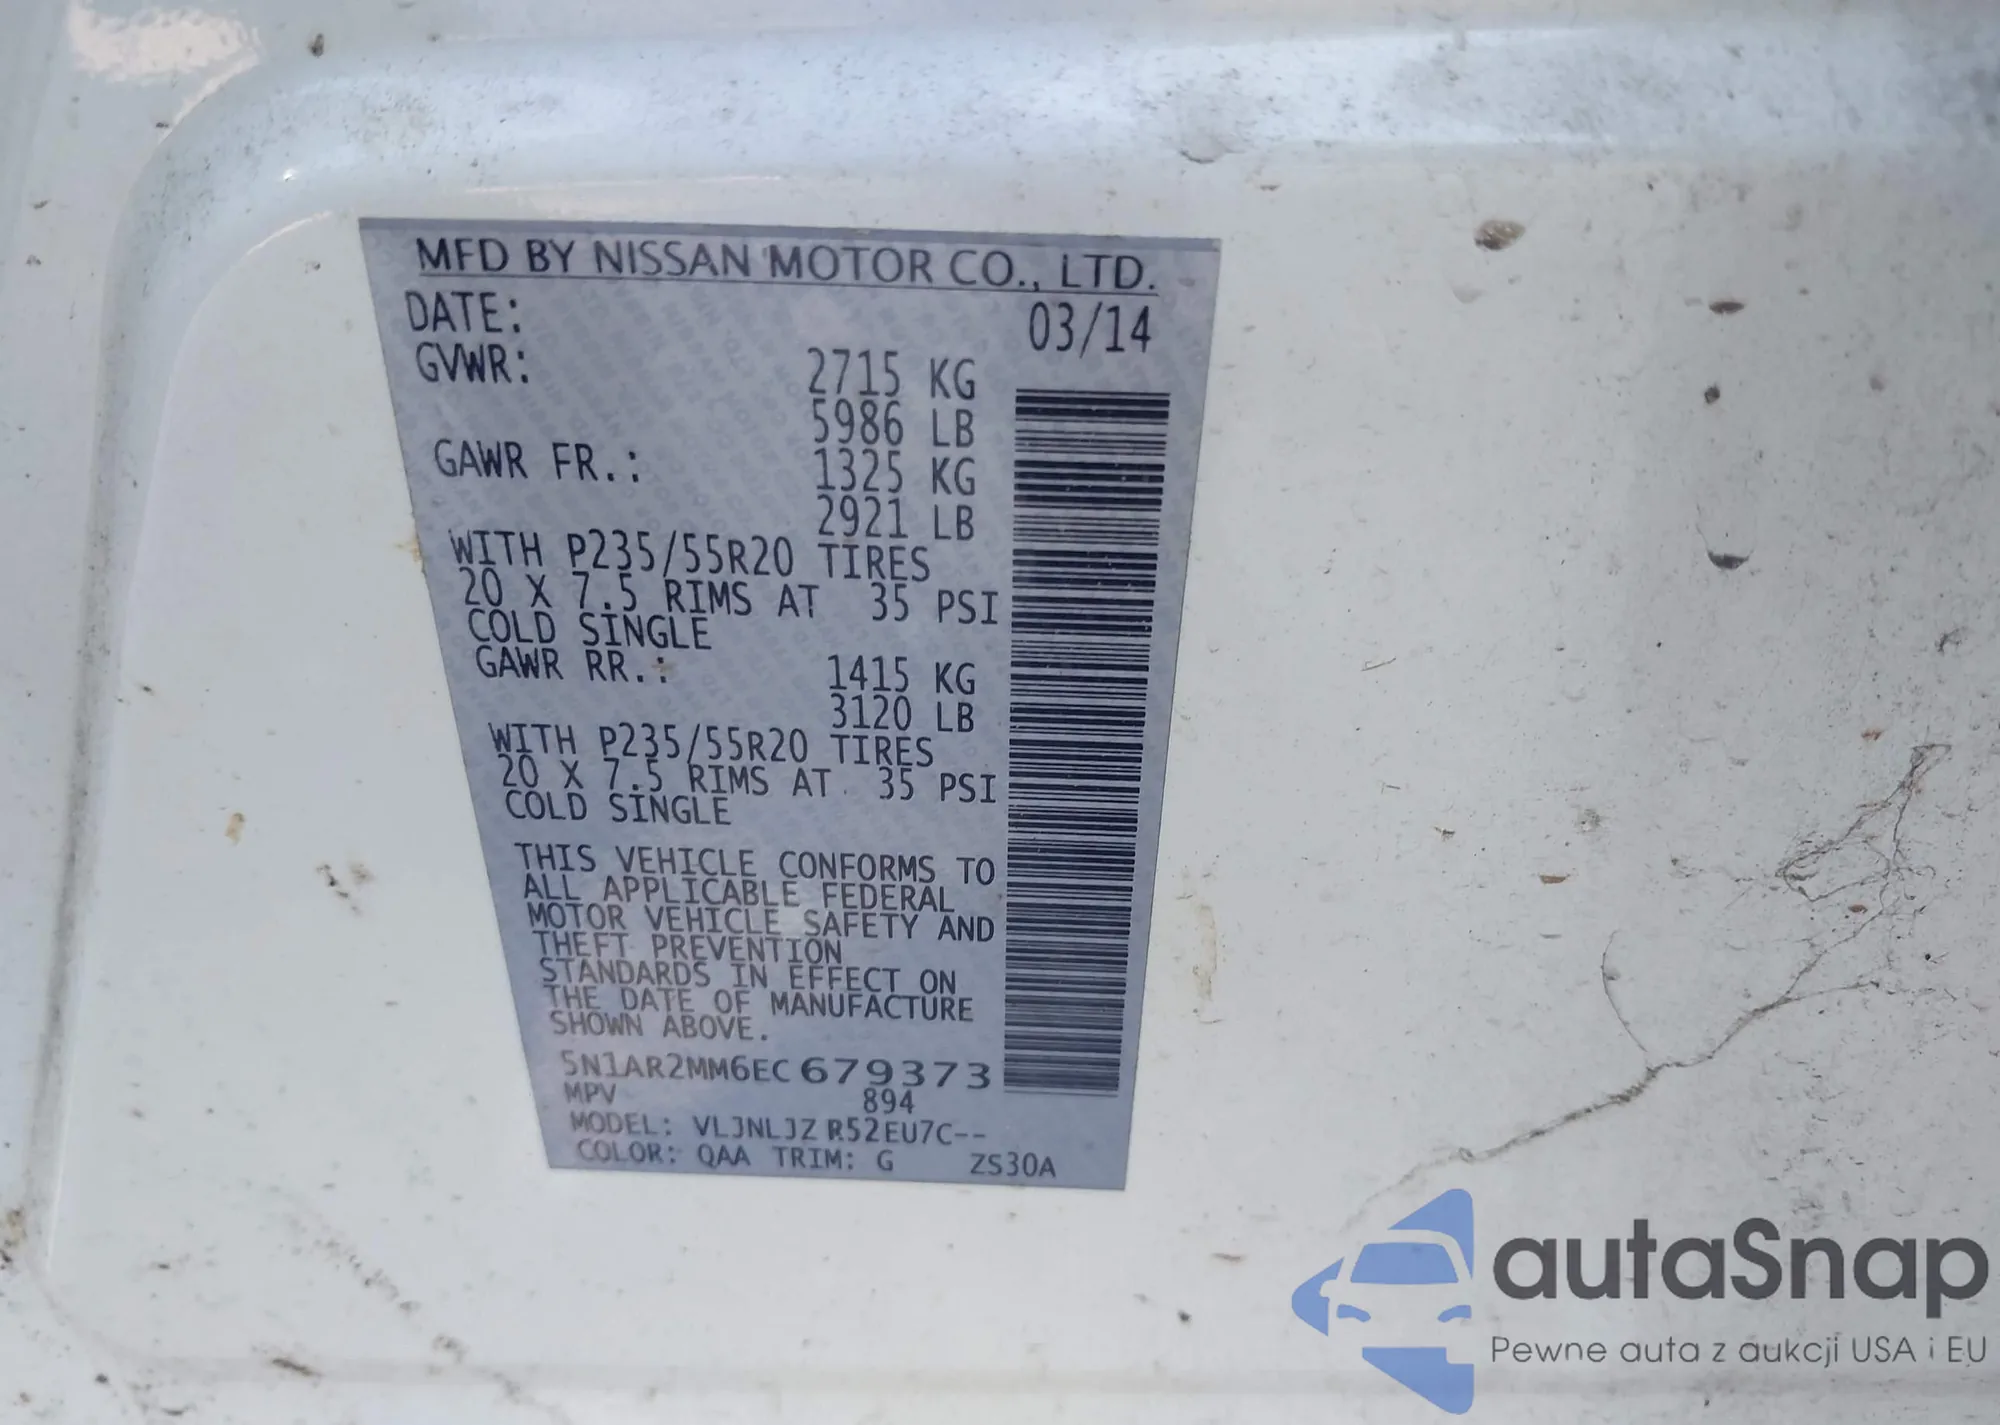 MFD BY NISSAN MOTOR CO., LTD.
DATE: 03/14
GVWR: 2715 KG
5986 LB
GAWR FR.: 1325 KG
2921 LB
WITH P235/55R20 TIRES
20 X 7.5 RIMS AT 35 PSI
COLD SINGLE
GAWR RR.: 1415 KG
3120 LB
WITH P235/55R20 TIRES
20 X 7.5 RIMS AT 35 PSI
COLD SINGLE
THIS VEHICLE CONFORMS TO
ALL APPLICABLE FEDERAL
MOTOR VEHICLE SAFETY AND
THEFT PREVENTION
STANDARDS IN EFFECT ON
THE DATE OF MANUFACTURE
SHOWN ABOVE.
5N1AR2MM6EC679373
MPV 894
MODEL: VLJNLJZ R52EU7C--
COLOR: QAA TRIM: G ZS30A
autaSnap
Pewne auta z aukcji USA i EU